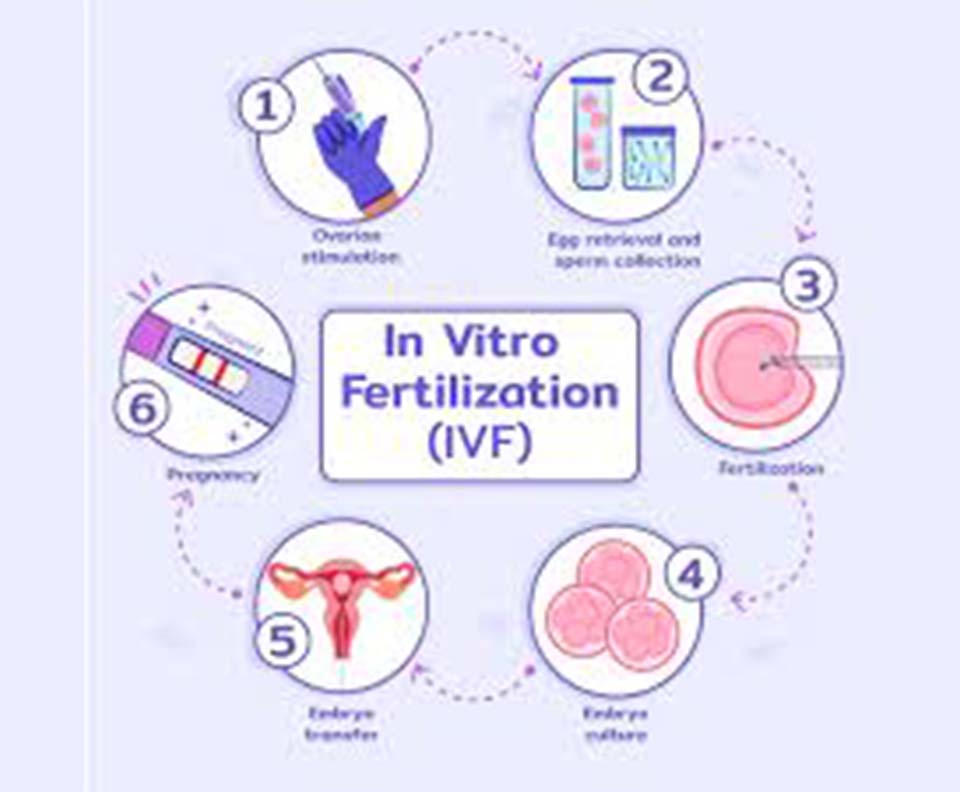 1
Ovarian
stimulation
2
Egg retrieval and
sperm collection
3
Fertilization
4
Embryo
culture
5
Embryo
transfer
6
Pregnancy
In Vitro
Fertilization
(IVF)